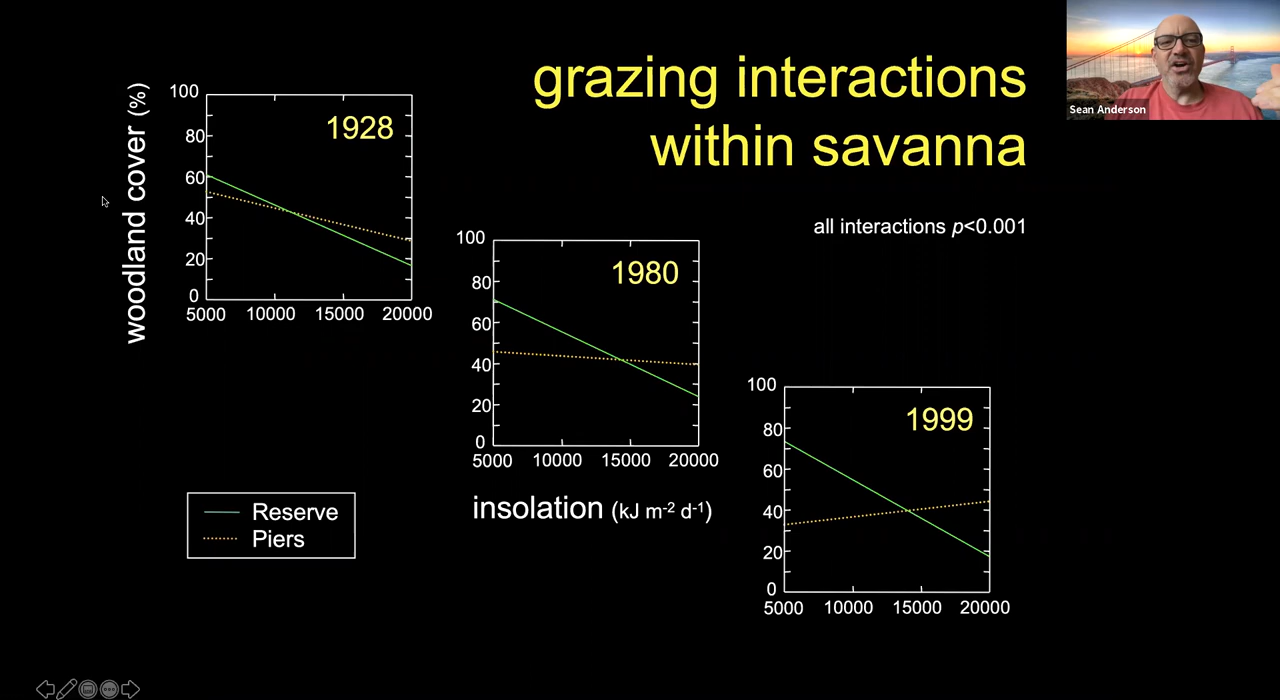 grazing interactions
within savanna
Sean Anderson
all interactions p<0.001
woodland cover (%)
100
80
60
40
20
0
5000 10000 15000 20000
1928
100
80
60
40
20
0
5000 10000 15000 20000
1980
insolation (kJ m-2 d-1)
100
80
60
40
20
0
5000 10000 15000 20000
1999
Reserve
Piers